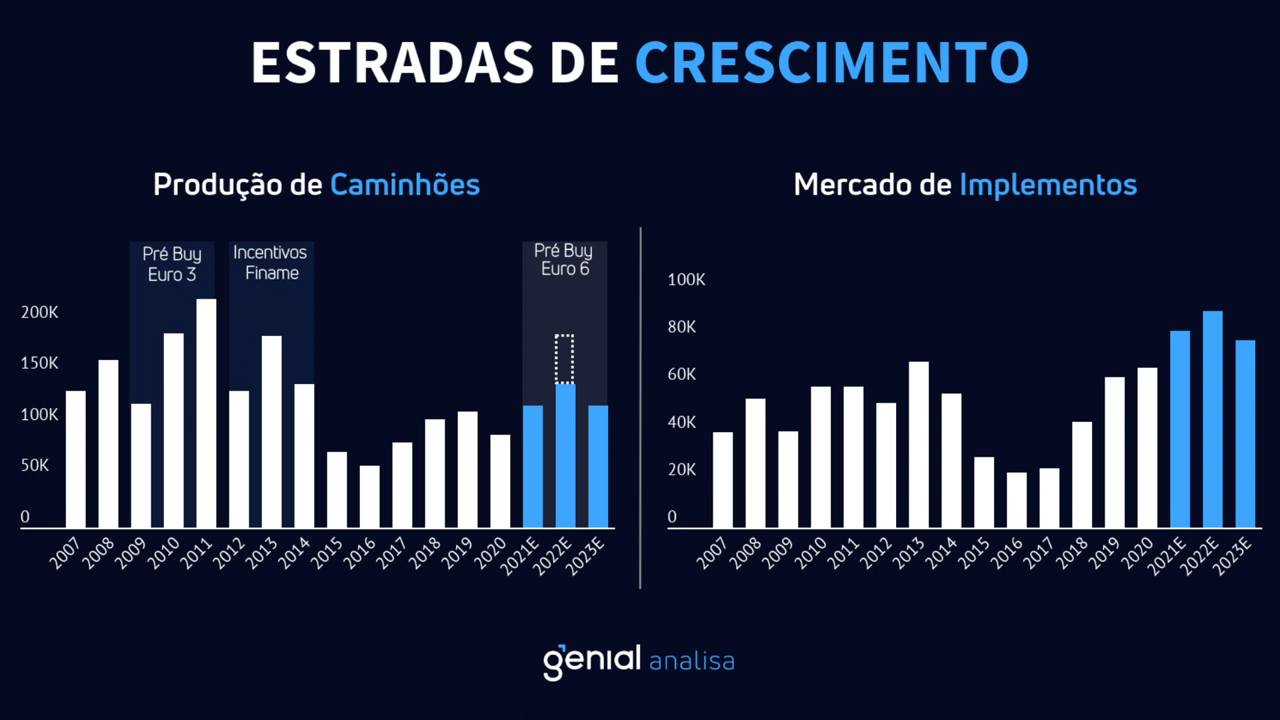 ESTRADAS DE CRESCIMENTO
Produção de Caminhões
Pré Buy
Euro 3
Incentivos
Finame
Pré Buy
Euro 6
200K
150K
100K
50K
0
2007
2008
2009
2010
2011
2012
2013
2014
2015
2016
2017
2018
2019
2020
2021E
2022E
2023E
Mercado de Implementos
100K
80K
60K
40K
20K
0
2007
2008
2009
2010
2011
2012
2013
2014
2015
2016
2017
2018
2019
2020
2021E
2022E
2023E
genial analisa